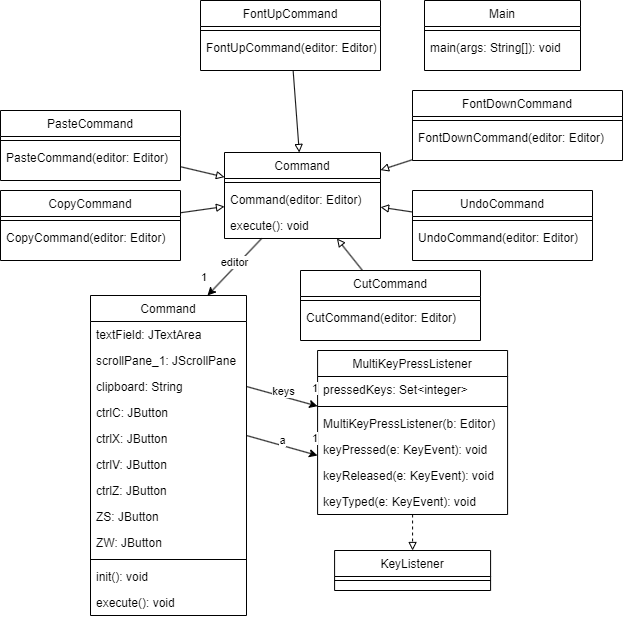 FontUpCommand
FontUpCommand(editor: Editor)
Main
main(args: String[]): void
PasteCommand
PasteCommand(editor: Editor)
FontDownCommand
FontDownCommand(editor: Editor)
Command
Command(editor: Editor)
execute(): void
CopyCommand
CopyCommand(editor: Editor)
UndoCommand
UndoCommand(editor: Editor)
editor
1
CutCommand
CutCommand(editor: Editor)
Command
textField: JTextArea
scrollPane_1: JScrollPane
clipboard: String
ctrlC: JButton
ctrlX: JButton
ctrlV: JButton
ctrlZ: JButton
ZS: JButton
ZW: JButton
init(): void
execute(): void
keys
1
a
1
MultiKeyPressListener
pressedKeys: Set<integer>
MultiKeyPressListener(b: Editor)
keyPressed(e: KeyEvent): void
keyReleased(e: KeyEvent): void
keyTyped(e: KeyEvent): void
KeyListener